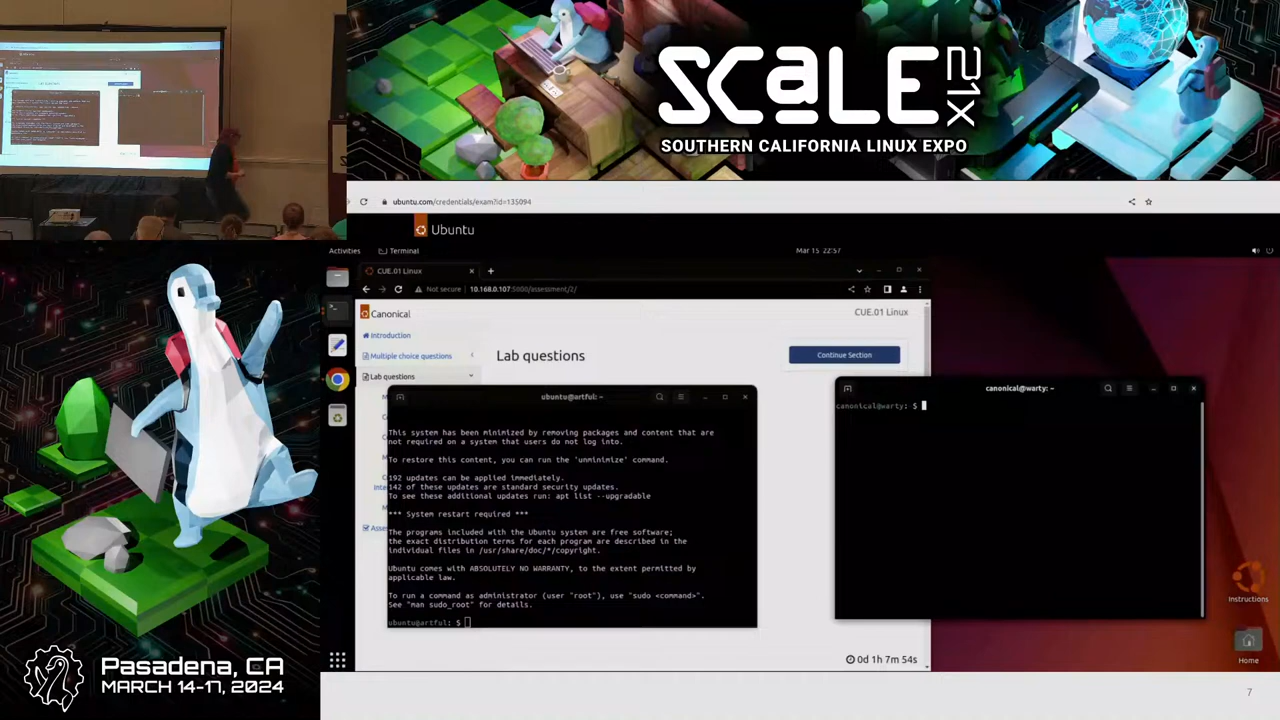 SCaLE 21X
SOUTHERN CALIFORNIA LINUX EXPO
ubuntu.com/credentials/exam?id=135094
Ubuntu
Activities
Terminal
Mar 15 22:57
CUE.01 Linux
Not secure
10.168.0.107:5000/assessment/2/
Canonical
CUE.01 Linux
Introduction
Multiple choice questions
Lab questions
Lab questions
Continue Section
ubuntu@artful: ~
This system has been minimized by removing packages and content that are
not required on a system that users do not log into.
To restore this content, you can run the 'unminimize' command.
192 updates can be applied immediately.
142 of these updates are standard security updates.
To see these additional updates run: apt list --upgradable
*** System restart required ***
The programs included with the Ubuntu system are free software;
the exact distribution terms for each program are described in the
individual files in /usr/share/doc/*/copyright.
Ubuntu comes with ABSOLUTELY NO WARRANTY, to the extent permitted by
applicable law.
To run a command as administrator (user "root"), use "sudo <command>".
See "man sudo_root" for details.
ubuntu@artful: $
canonical@warty: ~
canonical@warty: $
0d 1h 7m 54s
Instructions
Home
Pasadena, CA
MARCH 14-17, 2024
7